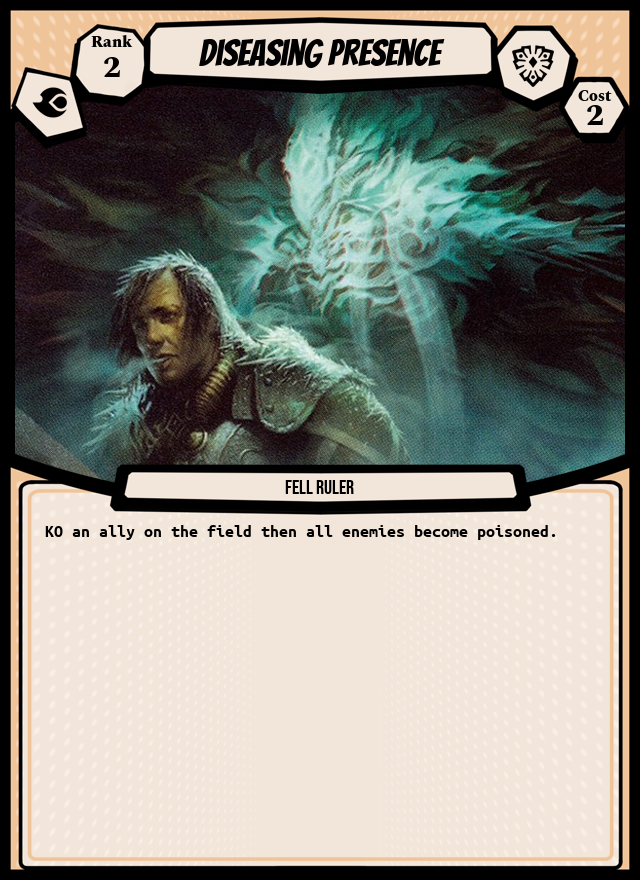 Rank
2
DISEASING PRESENCE
Cost
2
FELL RULER
KO an ally on the field then all enemies become poisoned.